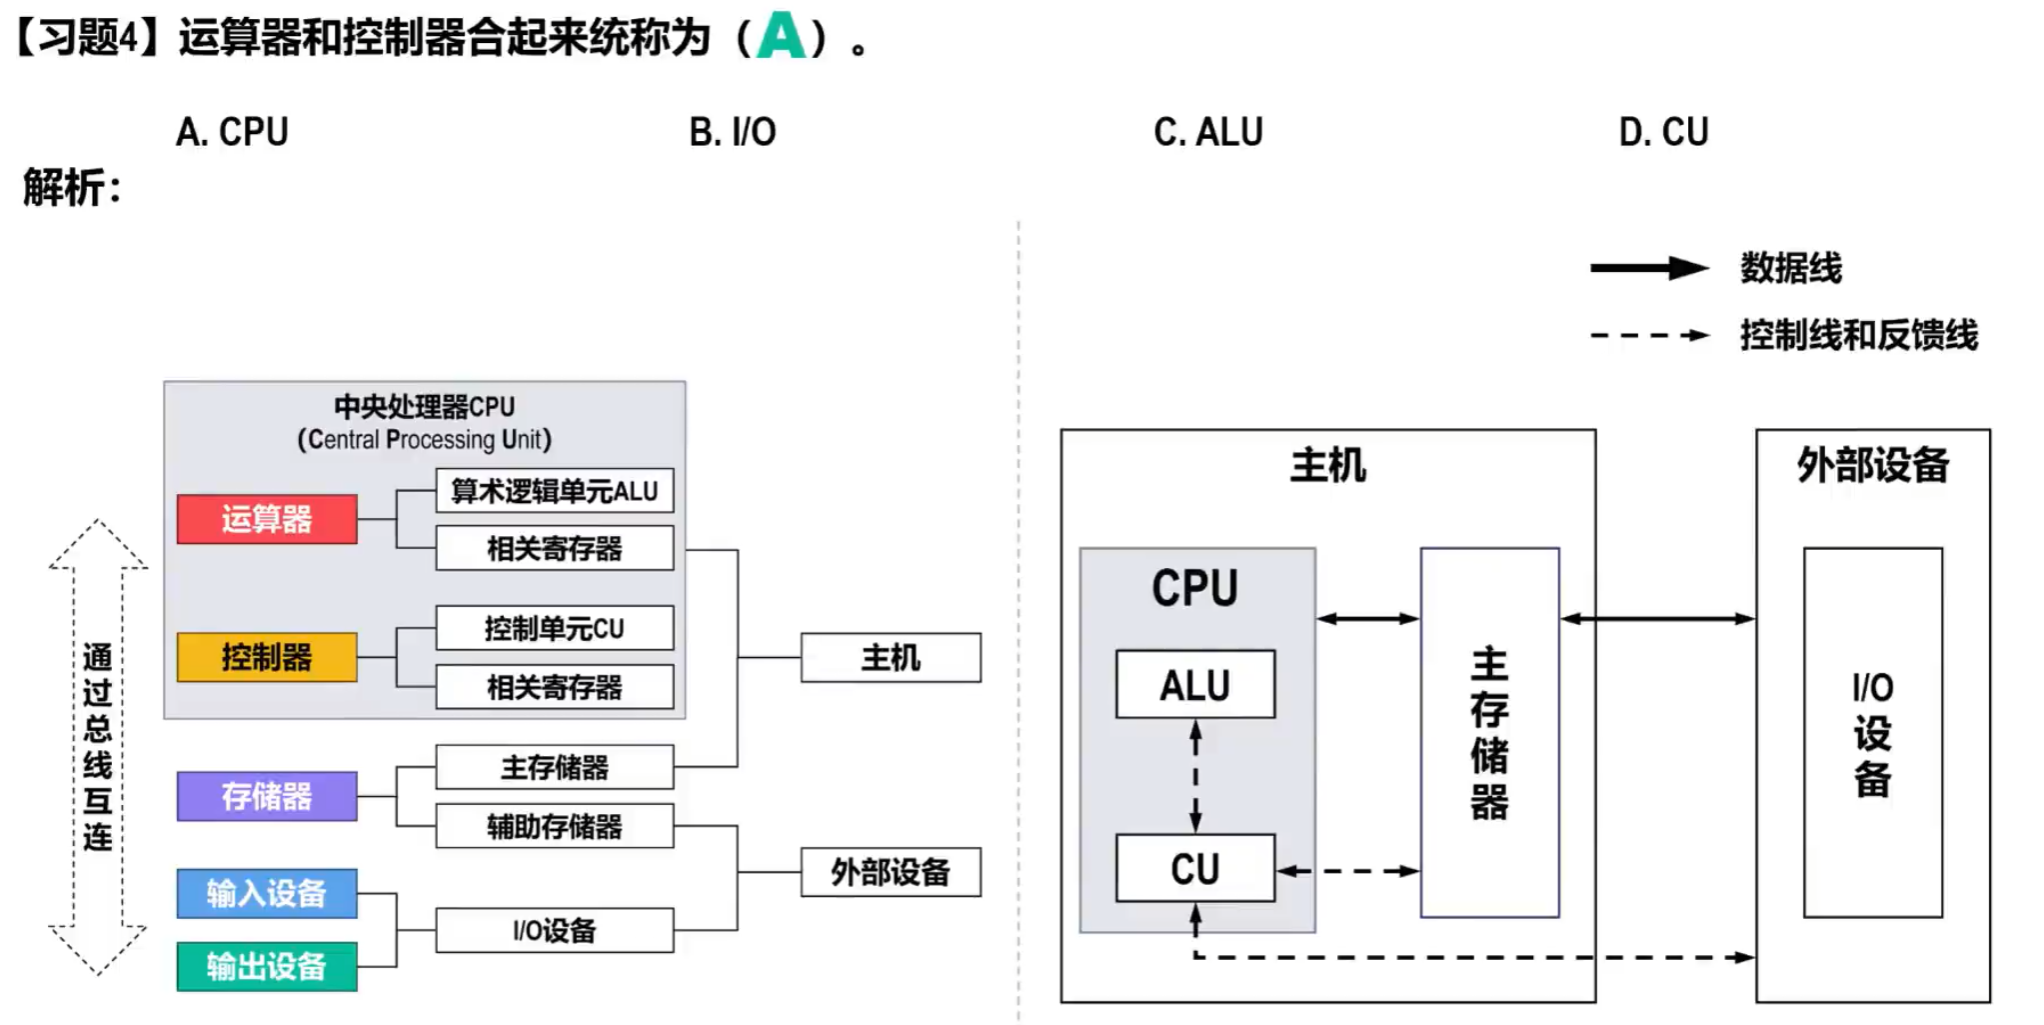 【习题4】运算器和控制器合起来统称为（A）。
A. CPU
B. I/O
C. ALU
D. CU
解析：
中央处理器CPU
（Central Processing Unit）
运算器
算术逻辑单元ALU
相关寄存器
控制器
控制单元CU
相关寄存器
存储器
主存储器
辅助存储器
输入设备
输出设备
I/O设备
主机
外部设备
通过总线互连
数据线
控制线和反馈线
主机
CPU
ALU
CU
主存储器
外部设备
I/O设备